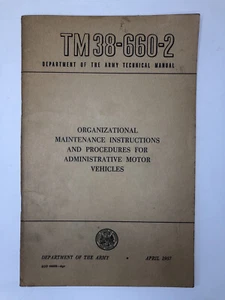 TM 38-660-2
DEPARTMENT OF THE ARMY TECHNICAL MANUAL
ORGANIZATIONAL
MAINTENANCE INSTRUCTIONS
AND PROCEDURES FOR
ADMINISTRATIVE MOTOR
VEHICLES
DEPARTMENT OF THE ARMY • APRIL